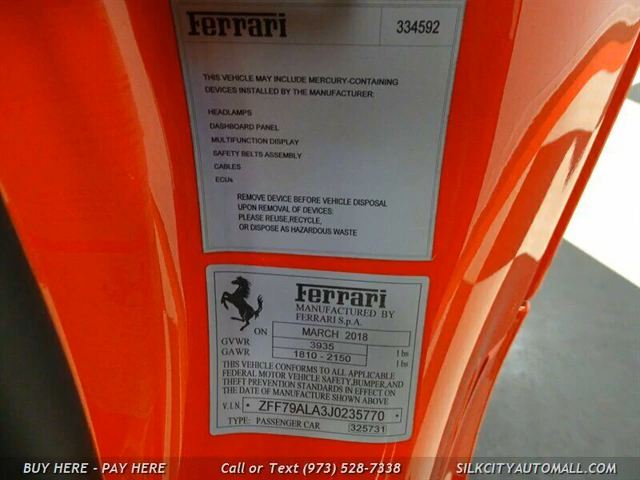 Ferrari 334592
THIS VEHICLE MAY INCLUDE MERCURY-CONTAINING
DEVICES INSTALLED BY THE MANUFACTURER:
HEADLAMPS
DASHBOARD PANEL
MULTIFUNCTION DISPLAY
SAFETY BELTS ASSEMBLY
CABLES
ECUs
REMOVE DEVICE BEFORE VEHICLE DISPOSAL
UPON REMOVAL OF DEVICES:
PLEASE REUSE,RECYCLE,
OR DISPOSE AS HAZARDOUS WASTE
Ferrari
MANUFACTURED BY
FERRARI S.p.A.
ON MARCH 2018
GVWR 3935 lbs
GAWR 1810 - 2150 lbs
THIS VEHICLE CONFORMS TO ALL APPLICABLE
FEDERAL MOTOR VEHICLE SAFETY,BUMPER,AND
THEFT PREVENTION STANDARDS IN EFFECT ON
THE DATE OF MANUFACTURE SHOWN ABOVE
V.I.N. * ZFF79ALA3J0235770 *
TYPE: PASSENGER CAR 325731
BUY HERE - PAY HERE Call or Text (973) 528-7338 SILKCITYAUTOMALL.COM